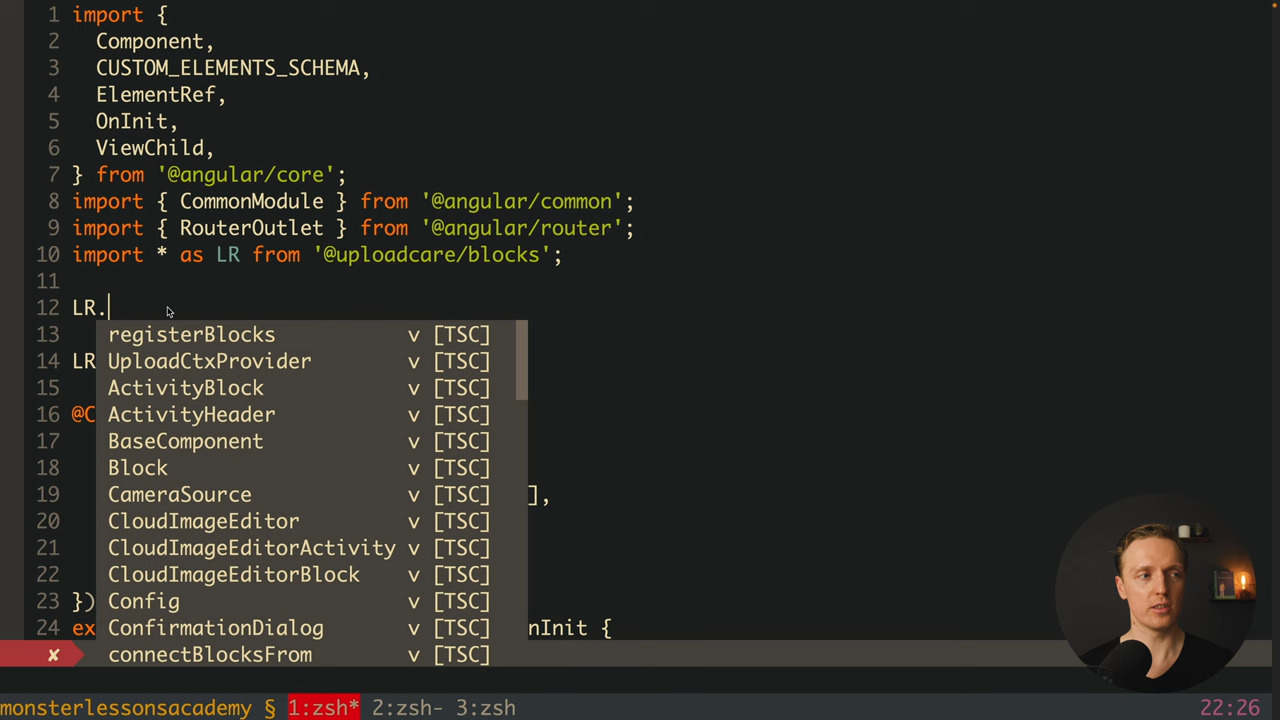 1 import {
2 Component,
3 CUSTOM_ELEMENTS_SCHEMA,
4 ElementRef,
5 OnInit,
6 ViewChild,
7 } from '@angular/core';
8 import { CommonModule } from '@angular/common';
9 import { RouterOutlet } from '@angular/router';
10 import * as LR from '@uploadcare/blocks';
11
12 LR.
13 registerBlocks v [TSC]
14 LR UploadCtxProvider v [TSC]
15 ActivityBlock v [TSC]
16 @C ActivityHeader v [TSC]
17 BaseComponent v [TSC]
18 Block v [TSC]
19 CameraSource v [TSC] ],
20 CloudImageEditor v [TSC]
21 CloudImageEditorActivity v [TSC]
22 CloudImageEditorBlock v [TSC]
23 }) Config v [TSC]
24 ex ConfirmationDialog v [TSC] nInit {
✘ connectBlocksFrom v [TSC]
monsterlessonsacademy § 1:zsh* 2:zsh- 3:zsh 22:26